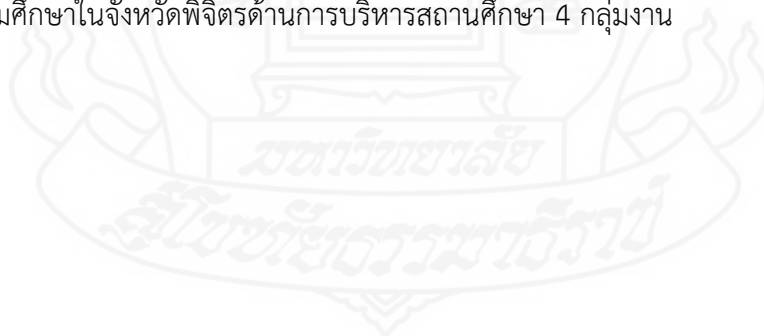 มศึกษาในจังหวัดพิจิตรด้านการบริหารสถานศึกษา 4 กลุ่มงาน
มหาวิทยาลัย
สุโขทัยธรรมาธิราช